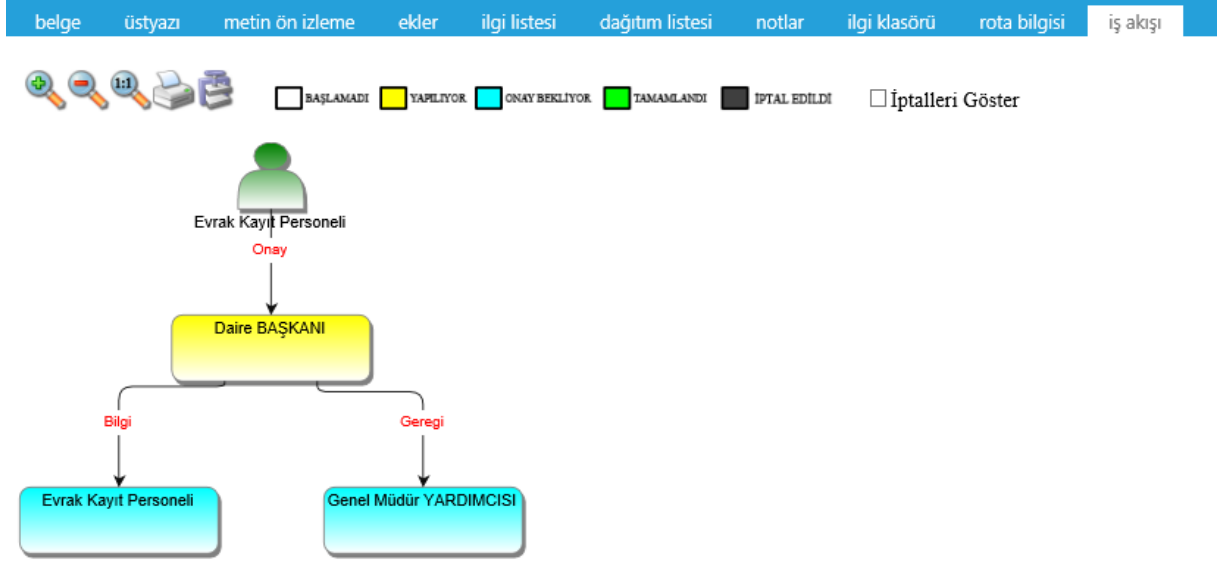 belge üstyazı metin ön izleme ekler ilgi listesi dağıtım listesi notlar ilgi klasörü rota bilgisi iş akışı
1:1 BAŞLAMADI YAPILIYOR ONAY BEKLİYOR TAMAMLANDI İPTAL EDİLDİ İptalleri Göster
Evrak Kayıt Personeli
Onay
Daire BAŞKANI
Bilgi Geregi
Evrak Kayıt Personeli Genel Müdür YARDIMCISI